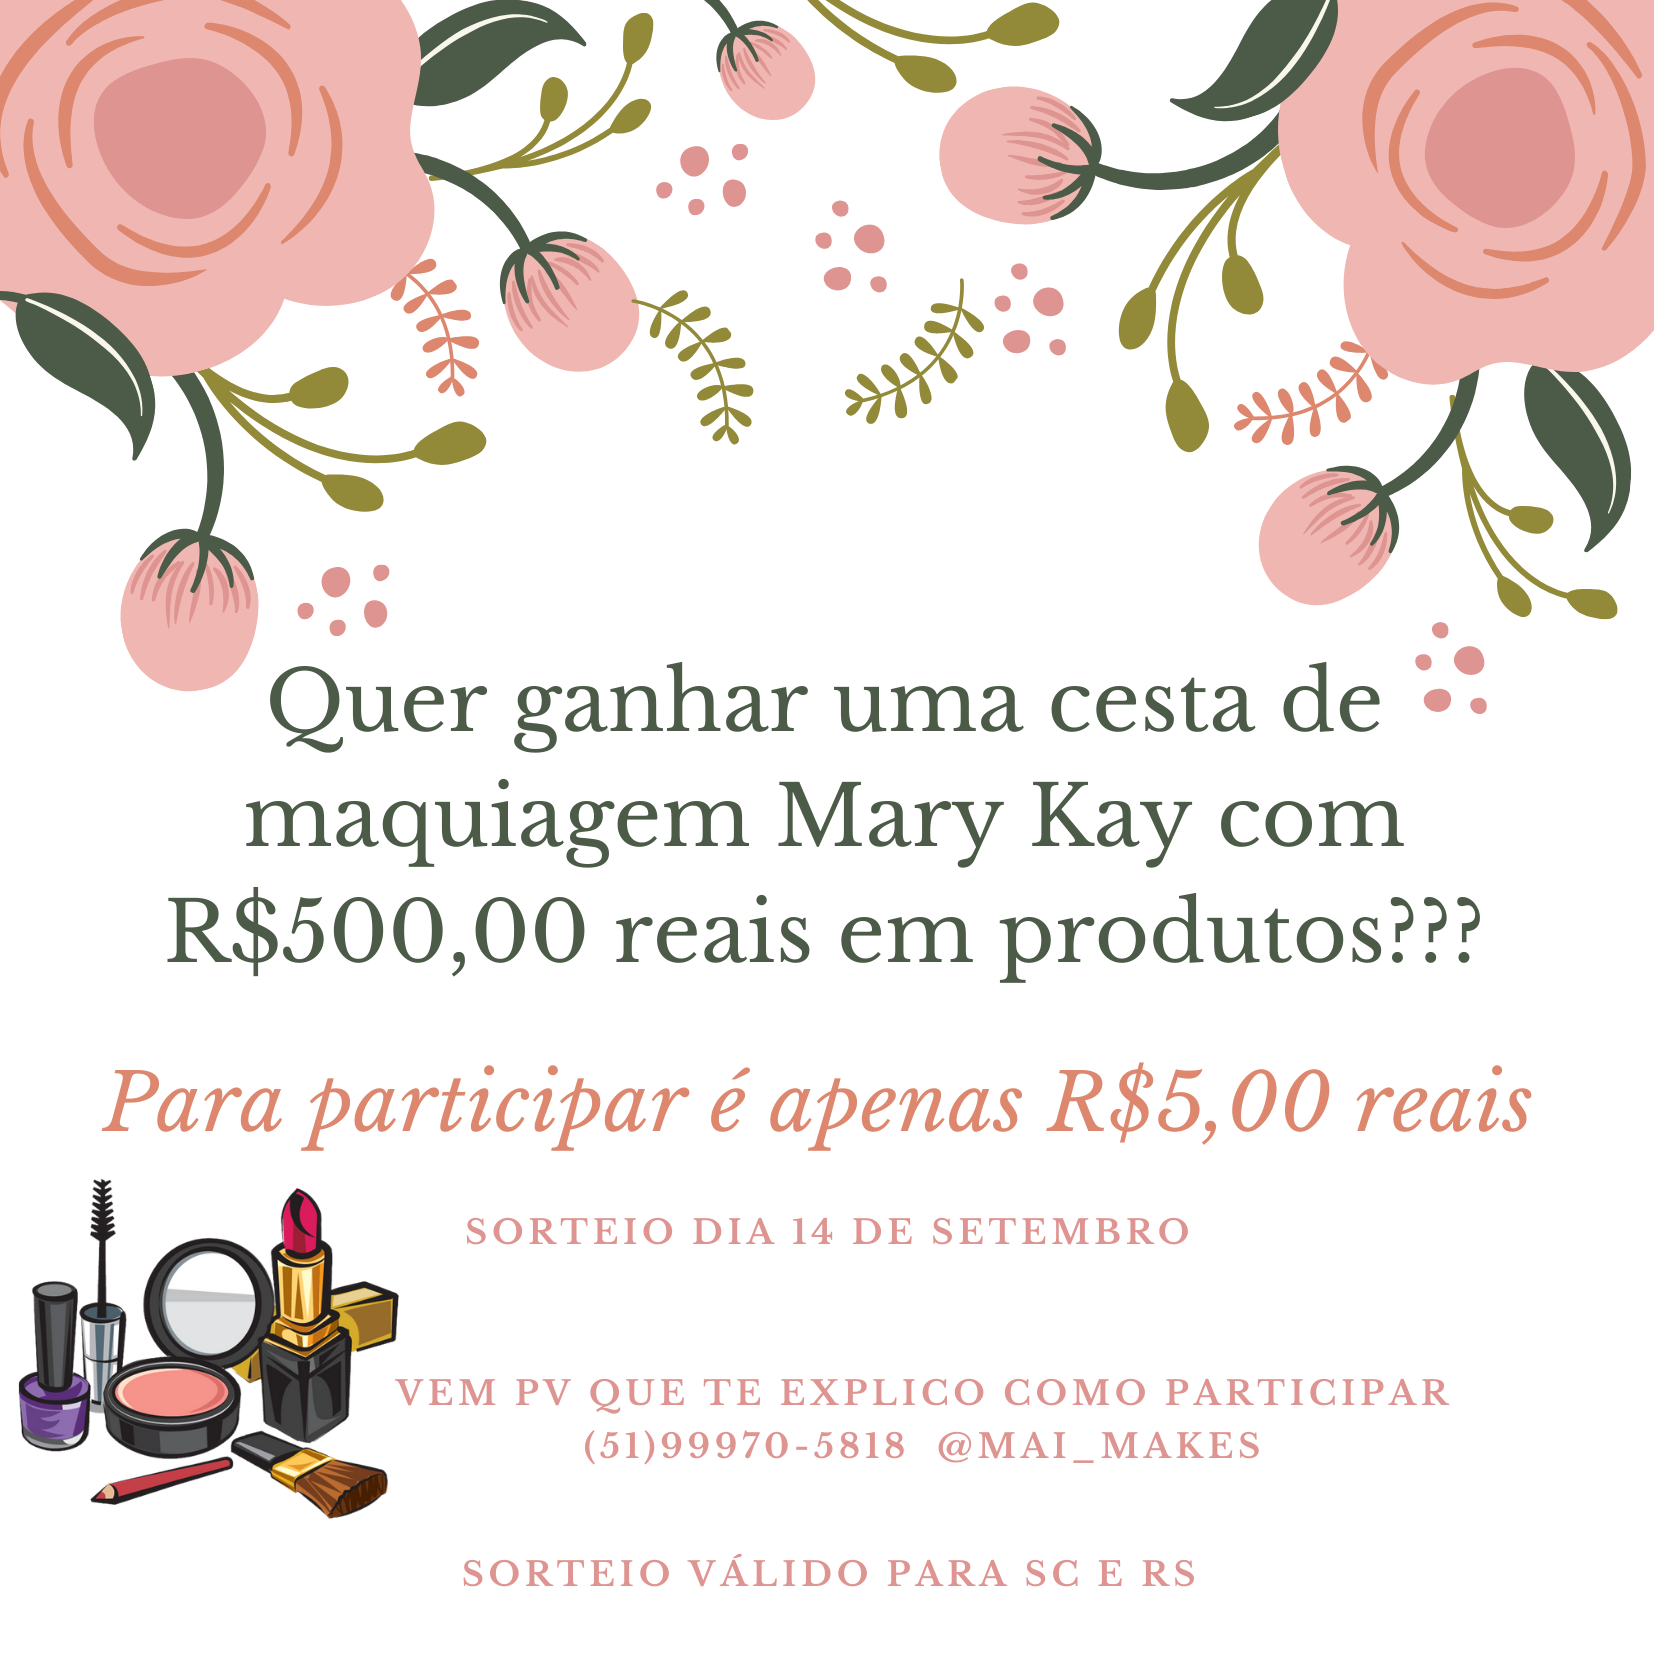 Quer ganhar uma cesta de
maquiagem Mary Kay com
R$500,00 reais em produtos???
Para participar é apenas R$5,00 reais
SORTEIO DIA 14 DE SETEMBRO
VEM PV QUE TE EXPLICO COMO PARTICIPAR
(51)99970-5818 @MAI_MAKES
SORTEIO VÁLIDO PARA SC E RS